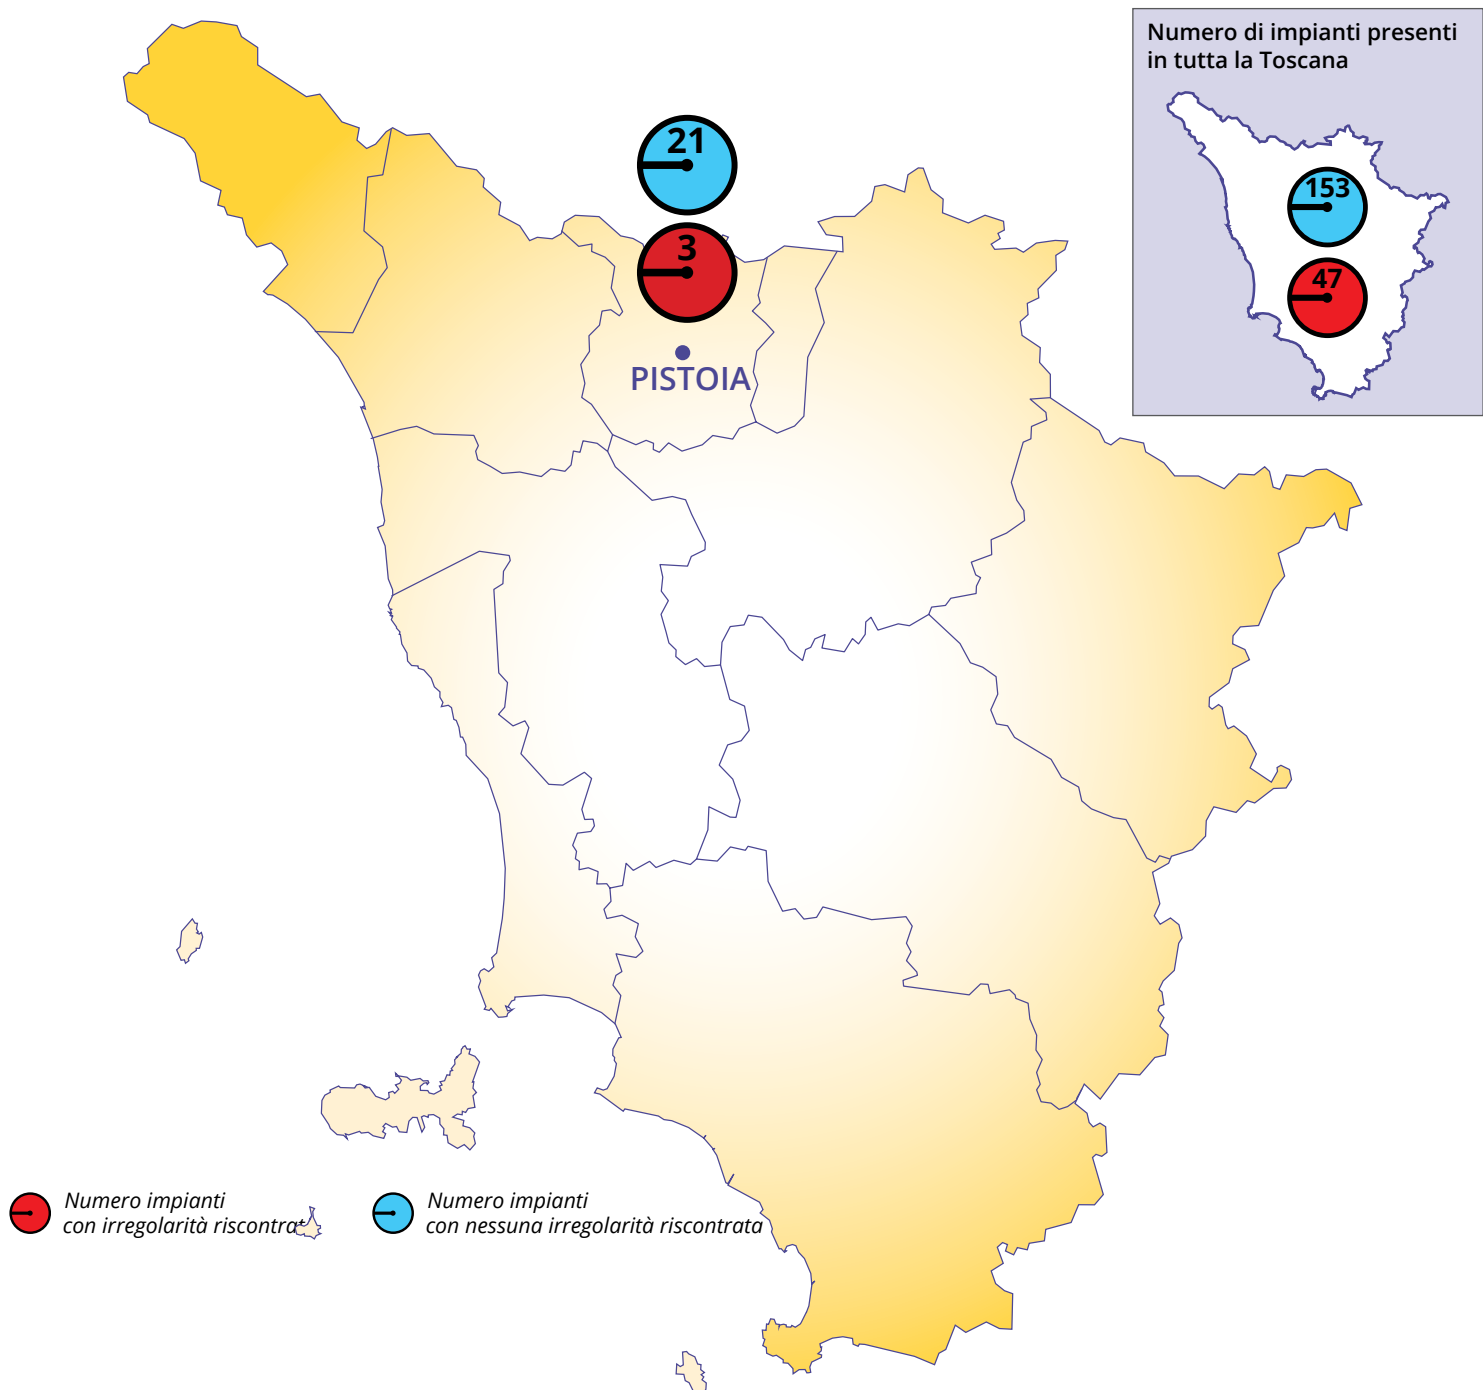 Numero di impianti presenti
in tutta la Toscana
21
153
3
47
PISTOIA
Numero impianti
con irregolarità riscontrat
Numero impianti
con nessuna irregolarità riscontrata